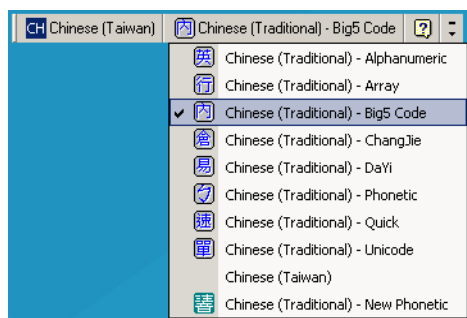 CH Chinese (Taiwan) 內 Chinese (Traditional) - Big5 Code ?
英 Chinese (Traditional) - Alphanumeric
行 Chinese (Traditional) - Array
✓ 內 Chinese (Traditional) - Big5 Code
倉 Chinese (Traditional) - ChangJie
易 Chinese (Traditional) - DaYi
ㄅ Chinese (Traditional) - Phonetic
速 Chinese (Traditional) - Quick
單 Chinese (Traditional) - Unicode
Chinese (Taiwan)
Chinese (Traditional) - New Phonetic